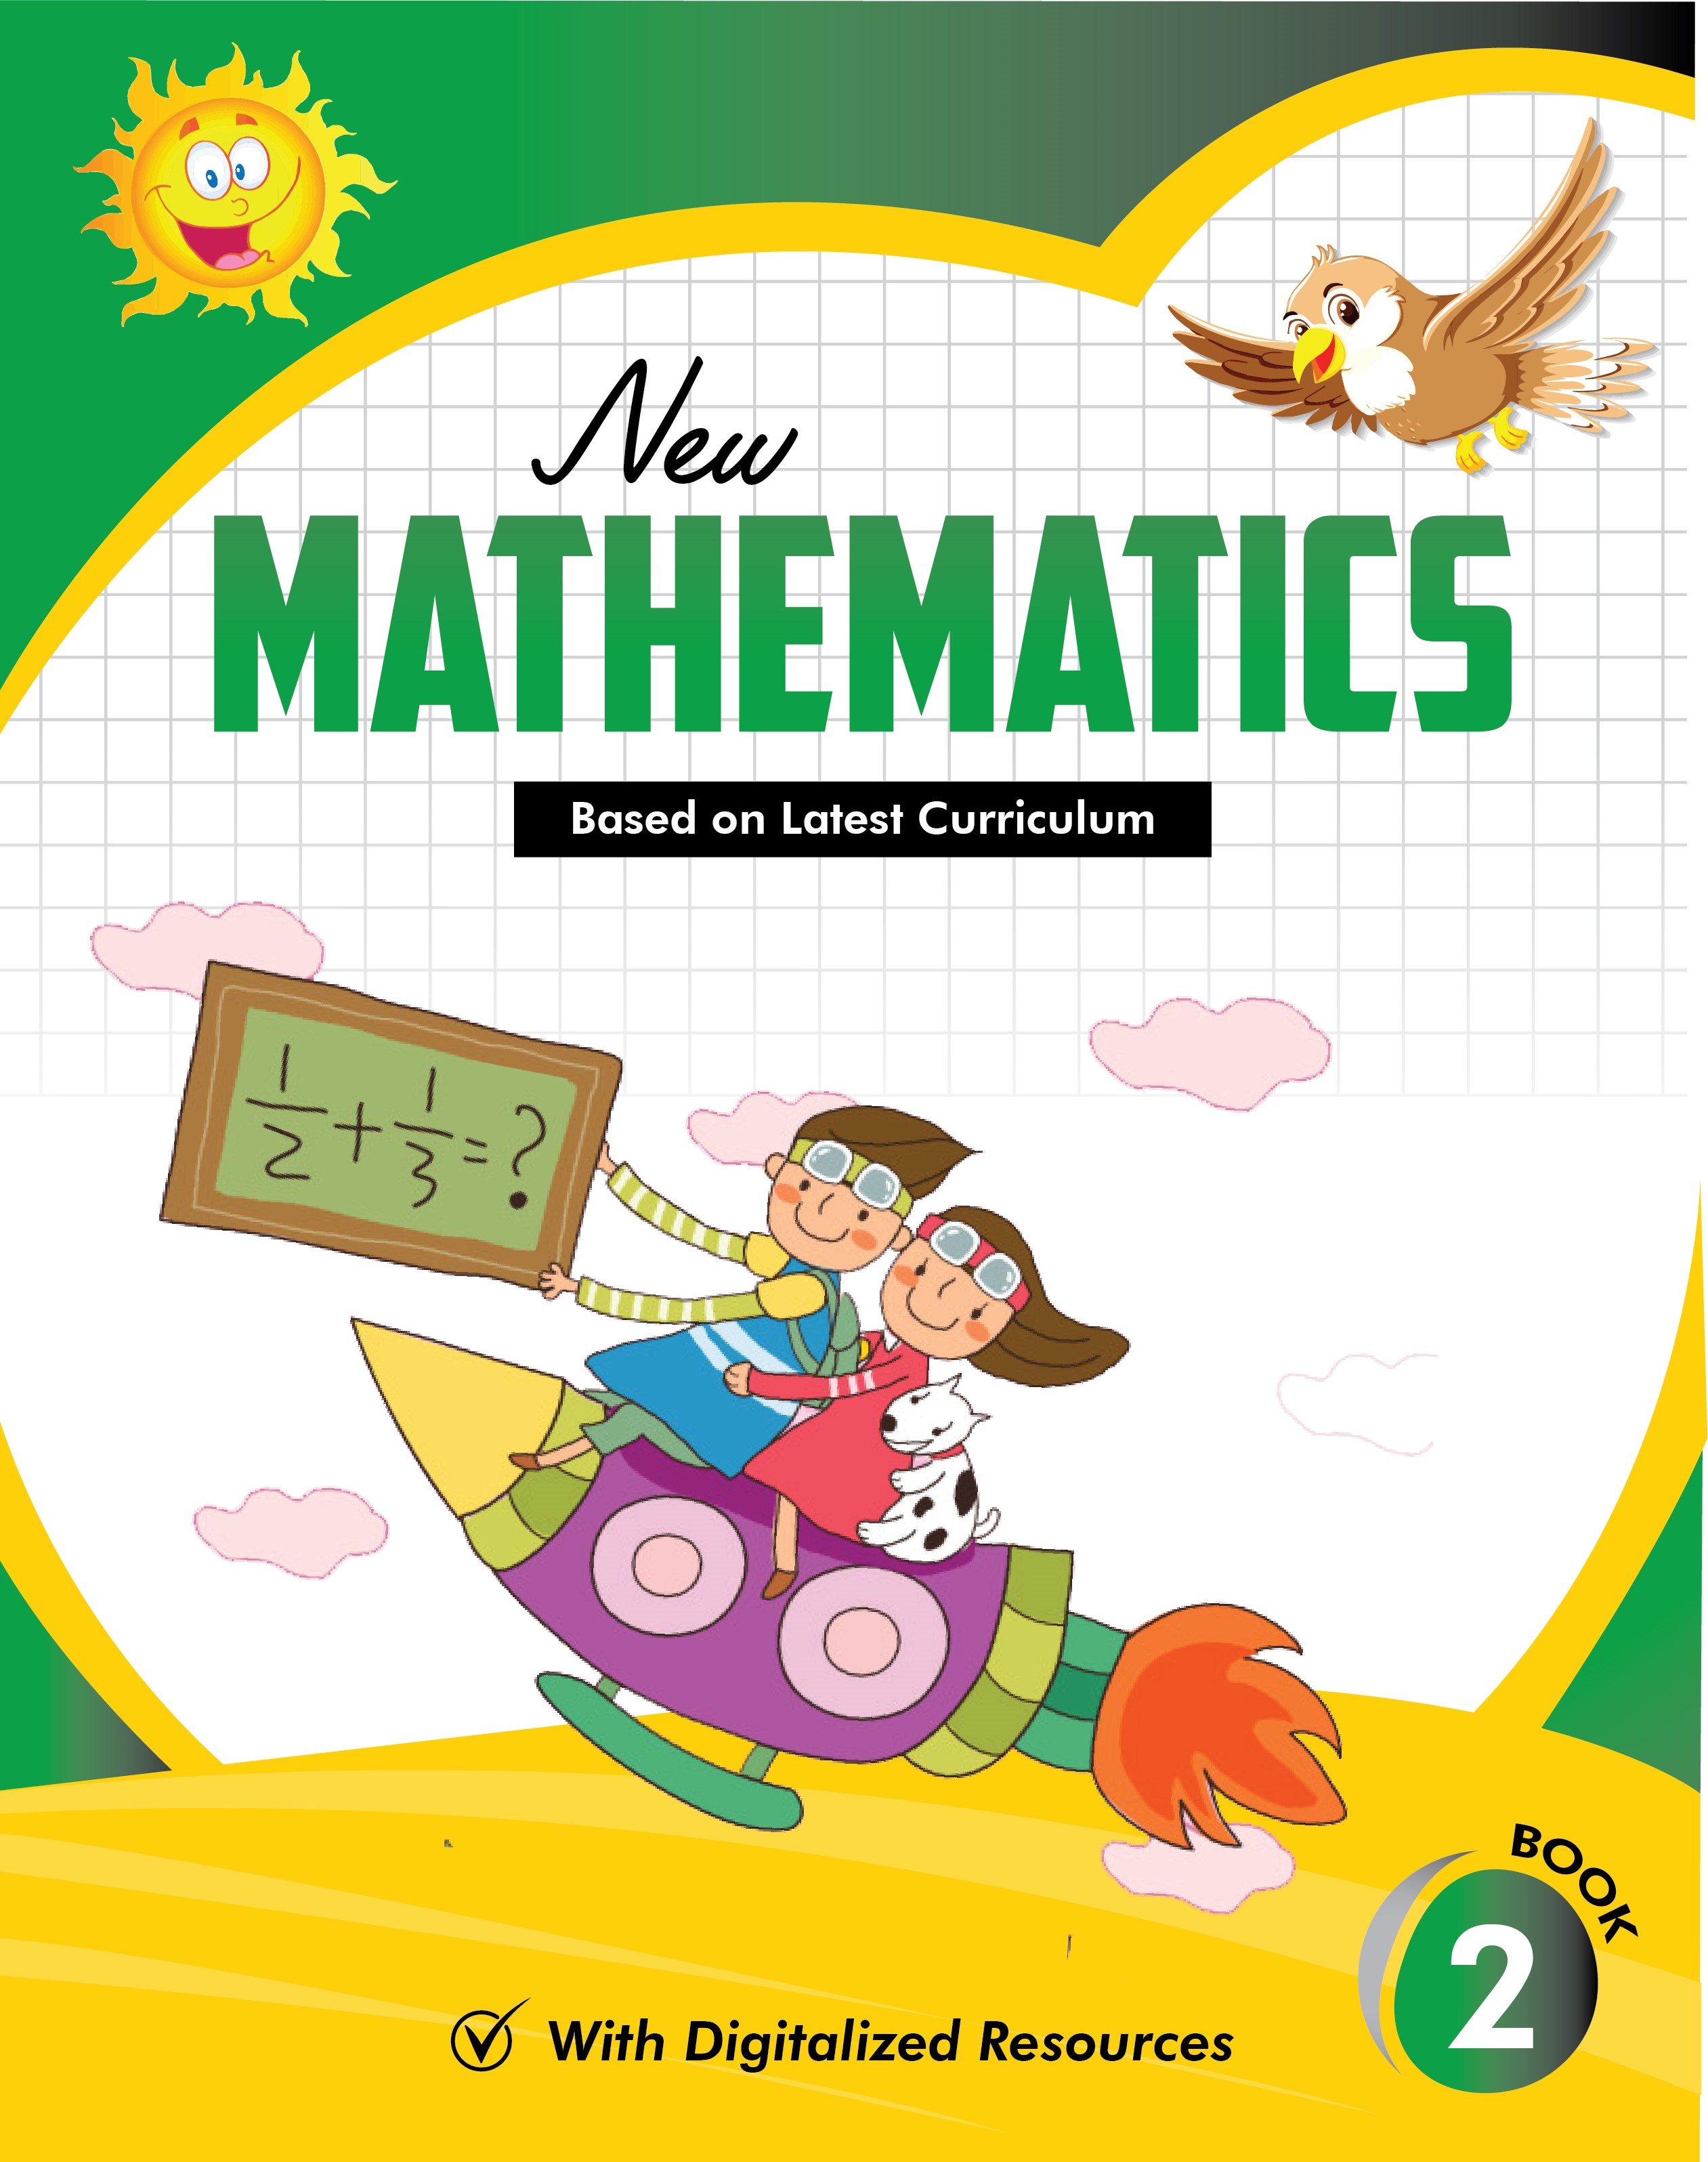 New
MATHEMATICS
Based on Latest Curriculum
1/2 + 1/3 = ?
BOOK
2
With Digitalized Resources